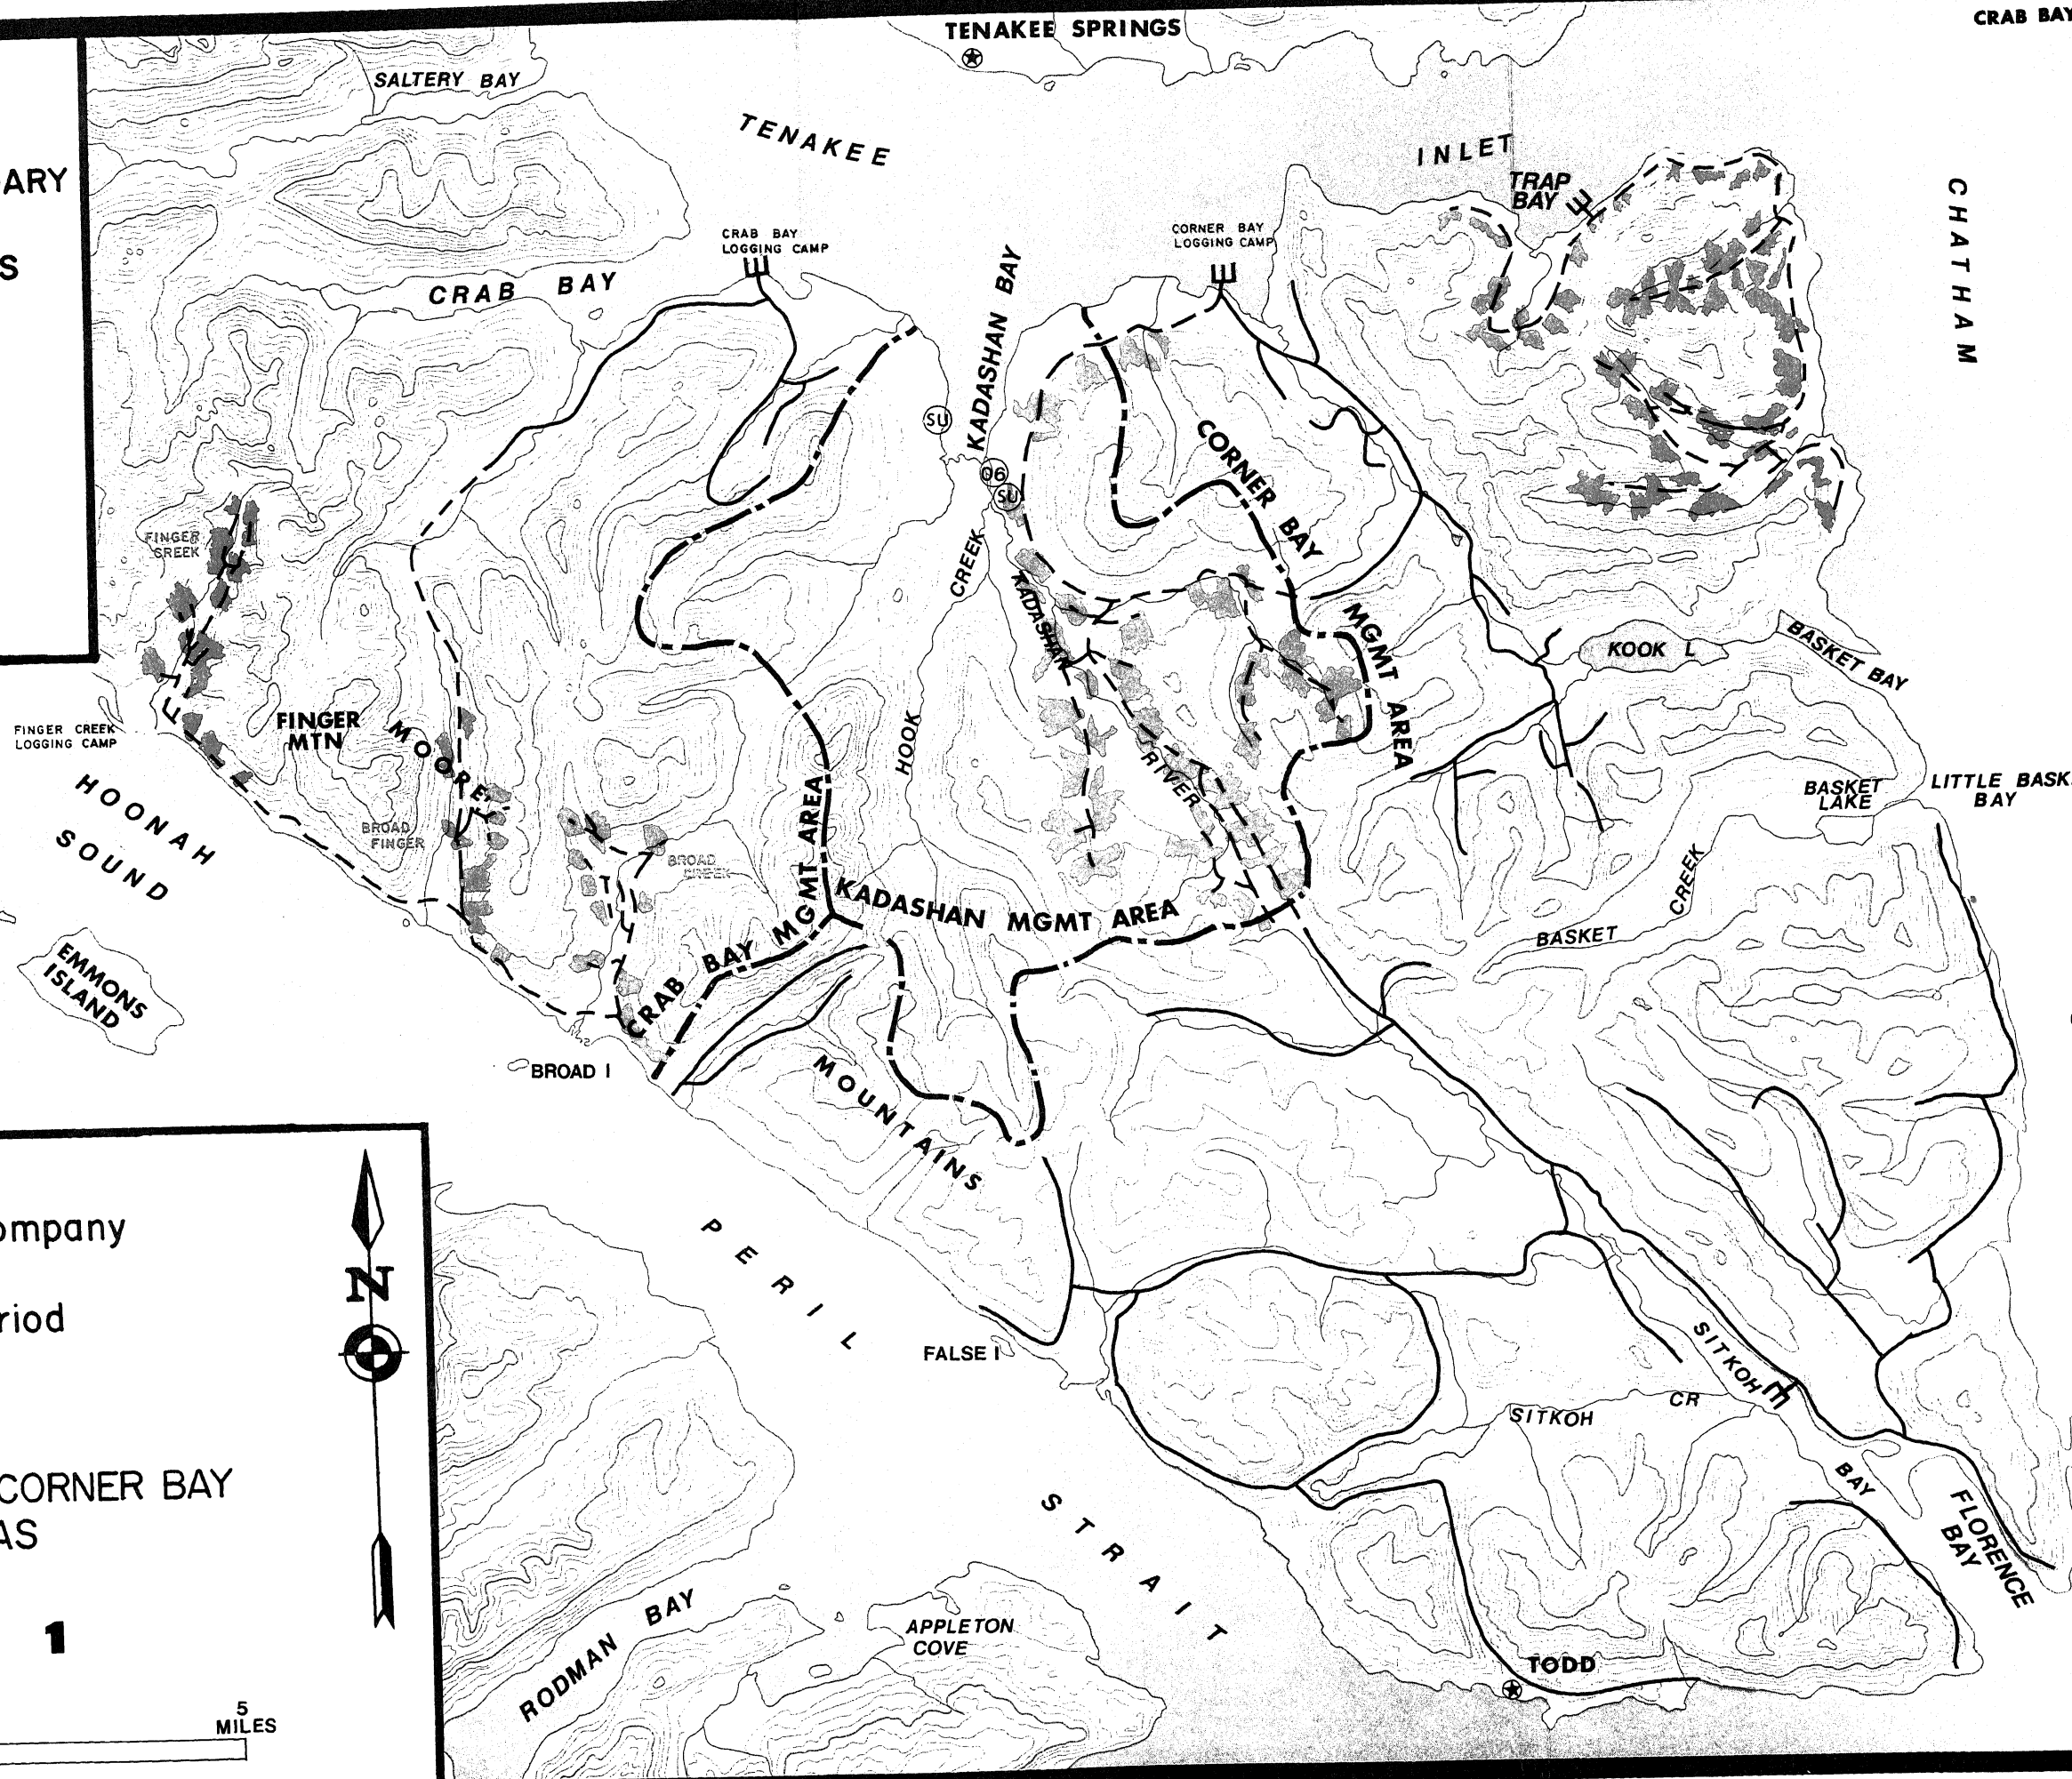 TENAKEE SPRINGS
CRAB BAY
SALTERY BAY
TENAKEE
INLET
CHATHAM
ARY
S
TRAP
BAY
CRAB BAY
LOGGING CAMP
CORNER BAY
LOGGING CAMP
CRAB BAY
KADASHAN BAY
SU
06
SU
CORNER BAY MGMT AREA
FINGER
CREEK
HOOK CREEK
KADASHAN RIVER
KOOK L
BASKET BAY
FINGER CREEK
LOGGING CAMP
FINGER
MTN
MOORE
MOUNTAINS
HOONAH
SOUND
BROAD
FINGER
BROAD
CREEK
BASKET
LAKE
LITTLE BASK
BAY
CRAB BAY MGMT AREA
KADASHAN MGMT AREA
BASKET CREEK
EMMONS
ISLAND
BROAD I
PERIL
STRAIT
FALSE I
SITKOH
BAY
SITKOH CR
FLORENCE
BAY
ompany
riod
CORNER BAY
AS
1
5
MILES
N
RODMAN BAY
APPLETON
COVE
TODD